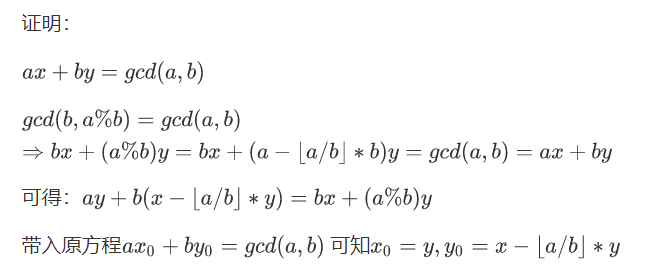 证明：
ax + by = gcd(a, b)
gcd(b, a%b) = gcd(a, b)
⇒ bx + (a%b)y = bx + (a − ⌊a/b⌋ ∗ b)y = gcd(a, b) = ax + by
可得：ay + b(x − ⌊a/b⌋ ∗ y) = bx + (a%b)y
带入原方程ax₀ + by₀ = gcd(a, b) 可知x₀ = y, y₀ = x − ⌊a/b⌋ ∗ y